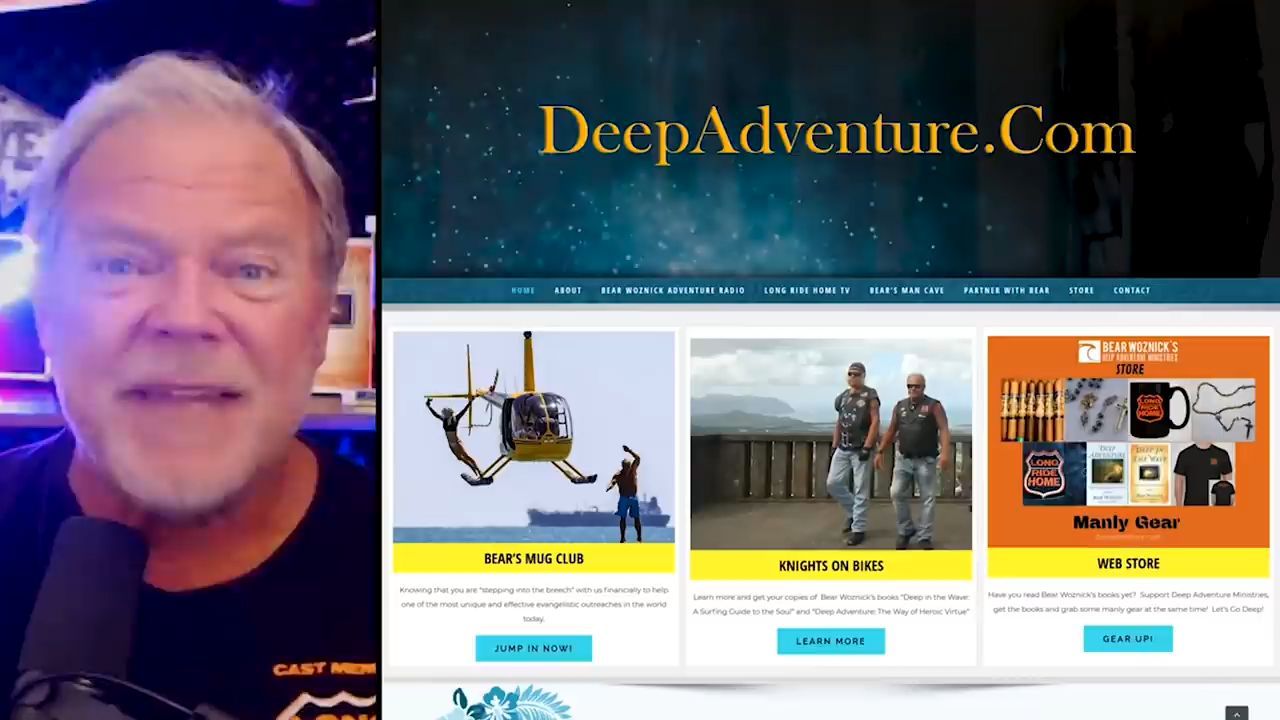 VE
CAST MEM
LONG
DeepAdventure.Com
HOME ABOUT BEAR WOZNICK ADVENTURE RADIO LONG RIDE HOME TV BEAR'S MAN CAVE PARTNER WITH BEAR STORE CONTACT
BEAR'S MUG CLUB
Knowing that you are "stepping into the breech" with us financially to help
one of the most unique and effective evangelistic outreaches in the world
today.
JUMP IN NOW!
KNIGHTS ON BIKES
Learn more and get your copies of Bear Woznick's books "Deep in the Wave:
A Surfing Guide to the Soul" and "Deep Adventure: The Way of Heroic Virtue"
LEARN MORE
BEAR WOZNICK'S
DEEP ADVENTURE MINISTRIES
STORE
LONG
RIDE
HOME
LONG
RIDE
HOME
Manly Gear
WEB STORE
Have you read Bear Woznick's books yet? Support Deep Adventure Ministries,
get the books and grab some manly gear at the same time! Let's Go Deep!
GEAR UP!